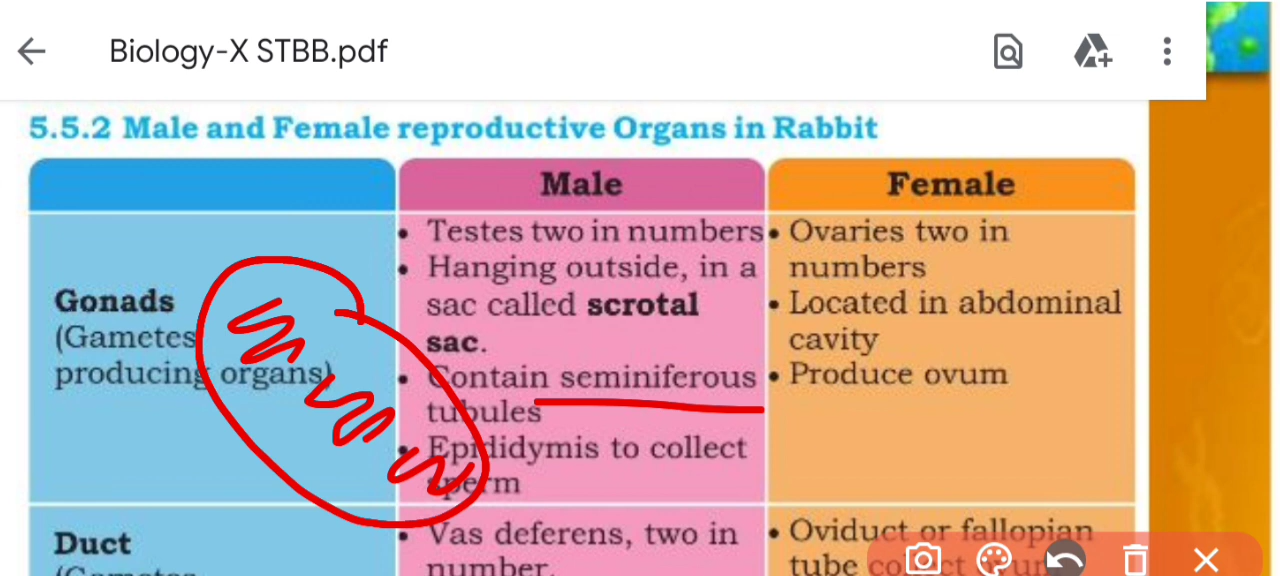 Biology-X STBB.pdf
5.5.2 Male and Female reproductive Organs in Rabbit
Male
Female
Gonads
(Gametes
producing organs)
• Testes two in numbers
• Hanging outside, in a
sac called scrotal
sac.
• Contain seminiferous
tubules
• Epididymis to collect
sperm
• Ovaries two in
numbers
• Located in abdominal
cavity
• Produce ovum
Duct
(Gametes
• Vas deferens, two in
number.
• Oviduct or fallopian
tube collect ovum